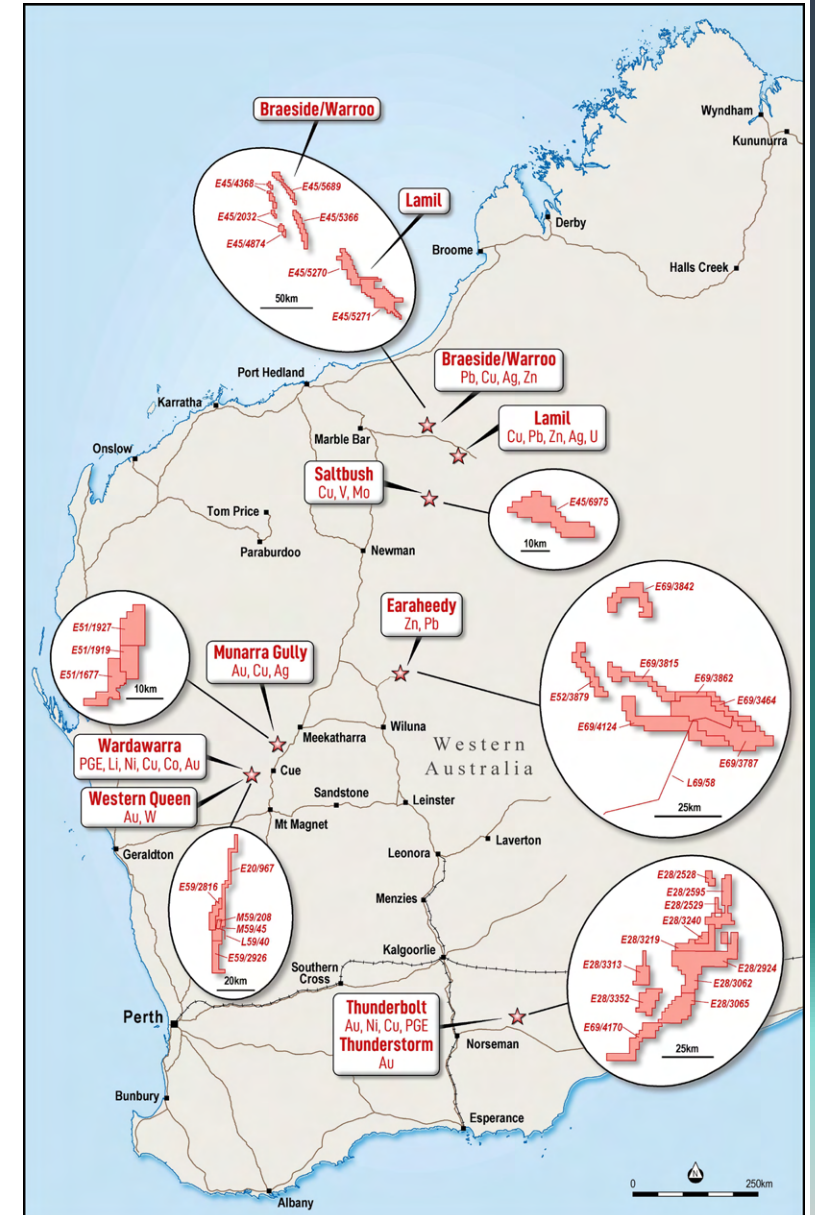 Braeside/Warroo
E45/4368
E45/5689
E45/2032
E45/5366
E45/4874
Lamil
E45/5270
50km
E45/5271
Wyndham
Kununurra
Derby
Broome
Halls Creek
Port Hedland
Karratha
Braeside/Warroo
Pb, Cu, Ag, Zn
Marble Bar
Lamil
Cu, Pb, Zn, Ag, U
Onslow
Saltbush
Cu, V, Mo
E45/6975
10km
Tom Price
Paraburdoo
Newman
E69/3842
E51/1927
E51/1919
E51/1677
10km
Earaheedy
Zn, Pb
Munarra Gully
Au, Cu, Ag
E69/3815
E69/3862
E69/3464
E52/3879
E69/4124
E69/3787
L69/58
25km
Meekatharra
Wiluna
Wardawarra
PGE, Li, Ni, Cu, Co, Au
Western Queen
Au, W
Western
Australia
Cue
Sandstone
Leinster
Mt Magnet
Geraldton
Leonora
Laverton
E20/967
E59/2816
M59/208
M59/45
L59/40
E59/2926
20km
Menzies
E28/2528
E28/2595
E28/2529
E28/3240
E28/3219
E28/3313
E28/2924
E28/3062
E28/3352
E28/3065
E69/4170
25km
Kalgoorlie
Southern
Cross
Perth
Thunderbolt
Au, Ni, Cu, PGE
Thunderstorm
Au
Norseman
Bunbury
Esperance
Albany
N
0
250km